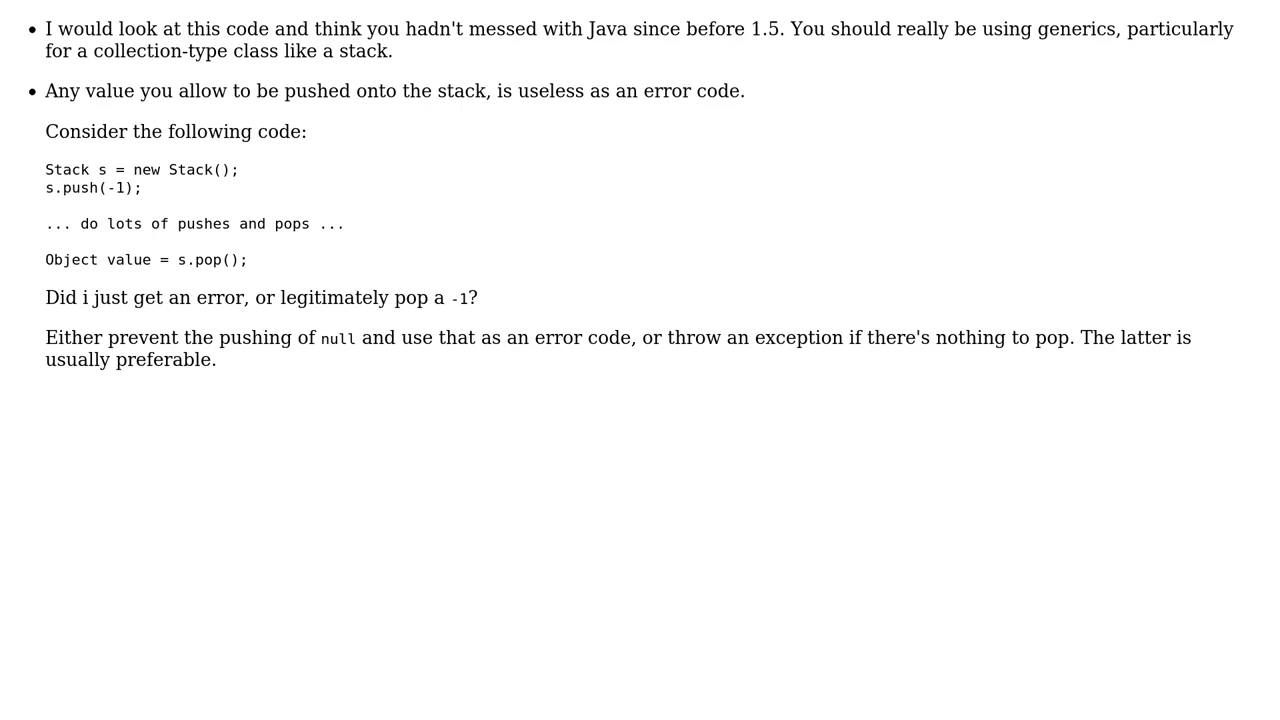 • I would look at this code and think you hadn't messed with Java since before 1.5. You should really be using generics, particularly
for a collection-type class like a stack.
• Any value you allow to be pushed onto the stack, is useless as an error code.
Consider the following code:
Stack s = new Stack();
s.push(-1);
... do lots of pushes and pops ...
Object value = s.pop();
Did i just get an error, or legitimately pop a -1?
Either prevent the pushing of null and use that as an error code, or throw an exception if there's nothing to pop. The latter is
usually preferable.